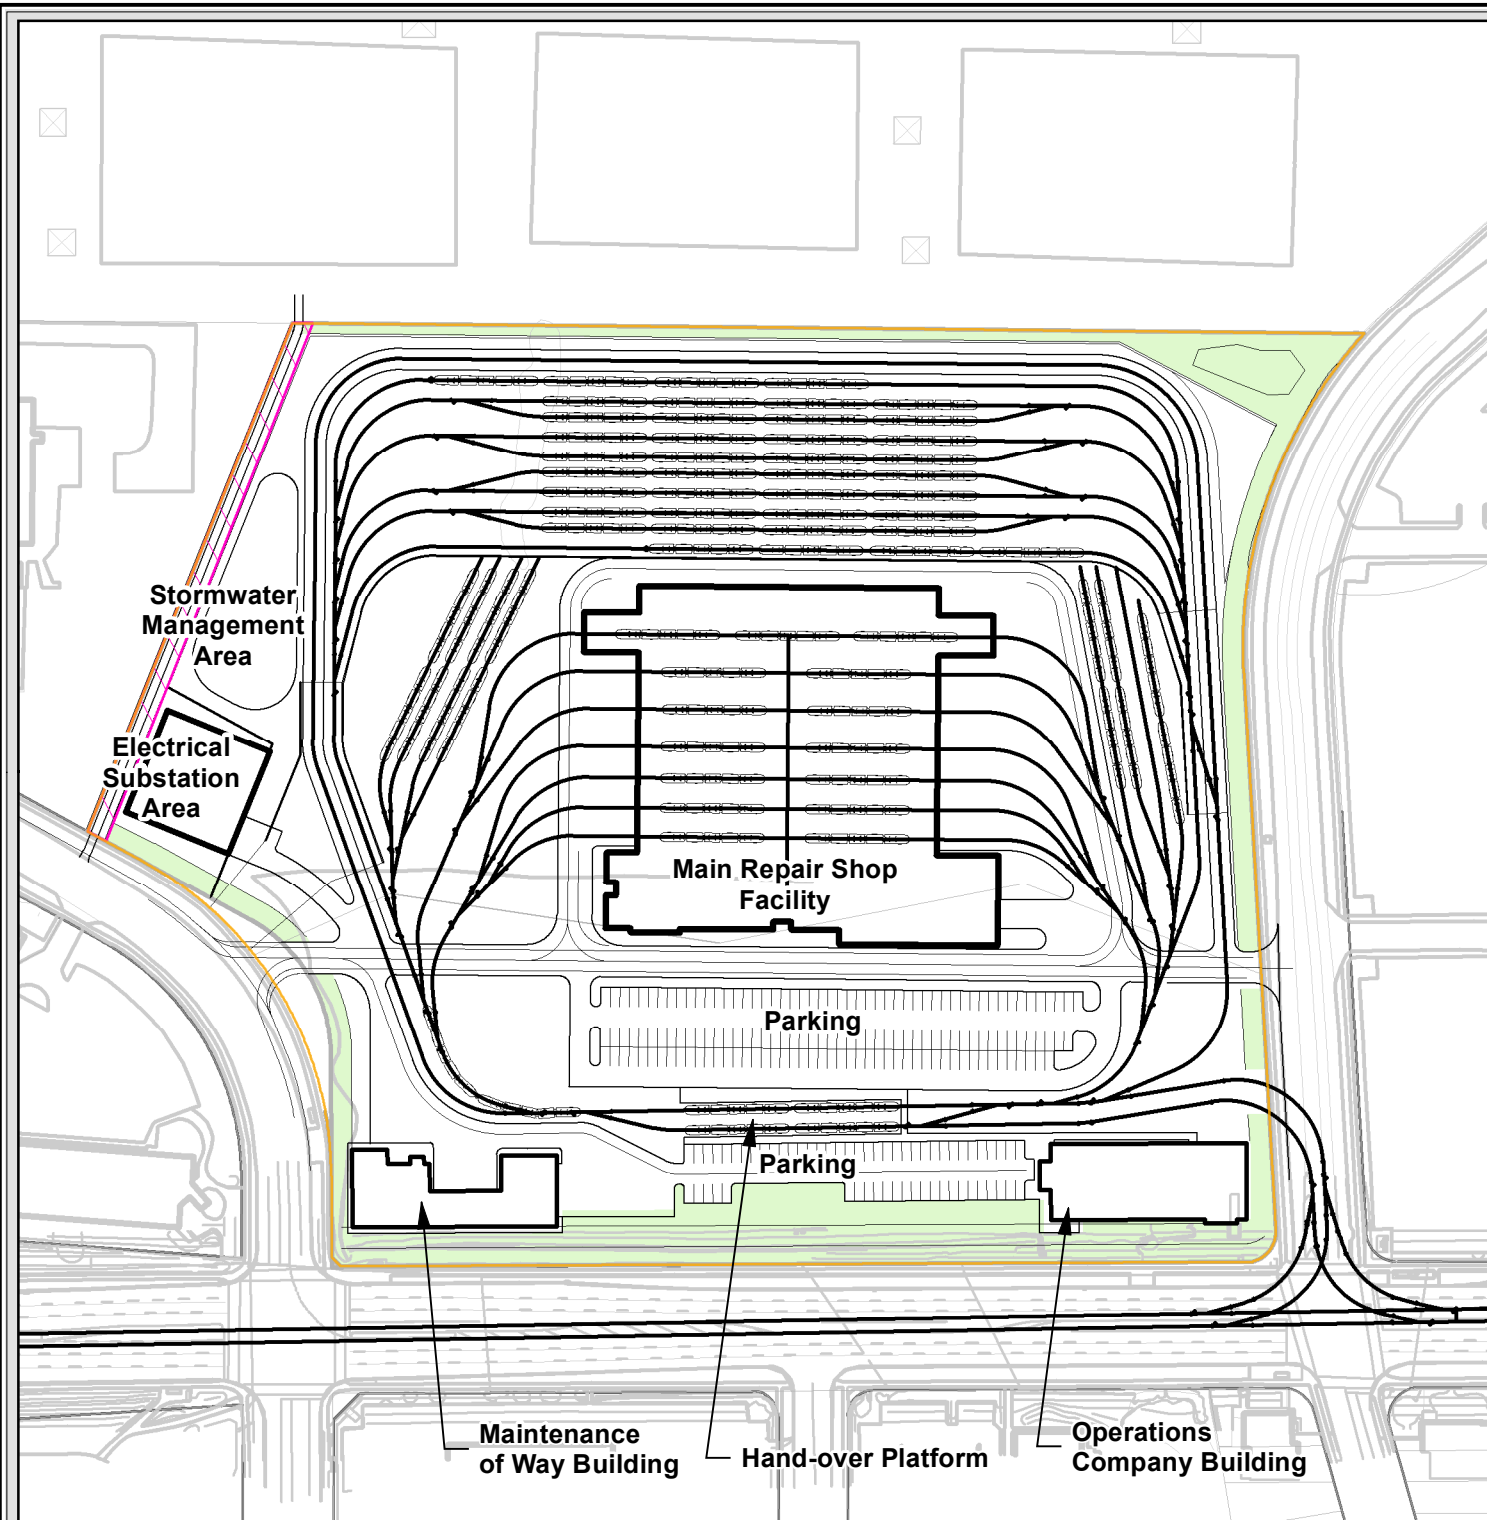 Stormwater
Management
Area
Electrical
Substation
Area
Main Repair Shop
Facility
Parking
Parking
Maintenance
of Way Building
Hand-over Platform
Operations
Company Building